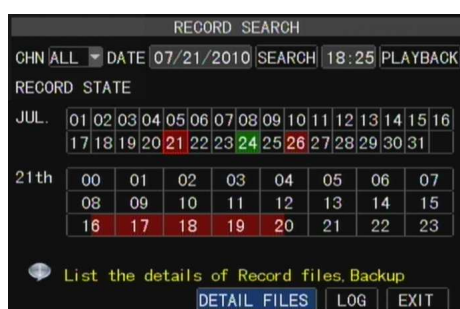 RECORD SEARCH
CHN ALL DATE 07/21/2010 SEARCH 18:25 PLAYBACK
RECORD STATE
JUL. 01 02 03 04 05 06 07 08 09 10 11 12 13 14 15 16
17 18 19 20 21 22 23 24 25 26 27 28 29 30 31
21th 00 01 02 03 04 05 06 07
08 09 10 11 12 13 14 15
16 17 18 19 20 21 22 23
List the details of Record files,Backup
DETAIL FILES LOG EXIT